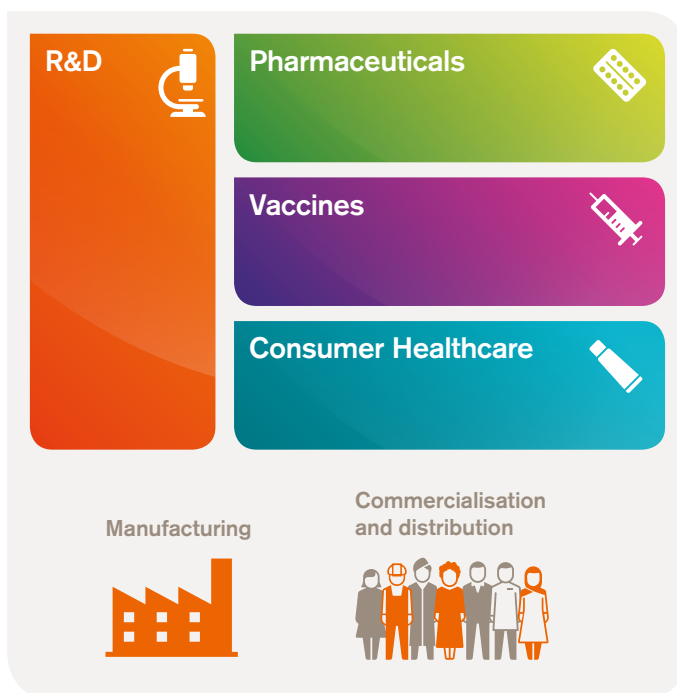 R&D
Pharmaceuticals
Vaccines
Consumer Healthcare
Manufacturing
Commercialisation
and distribution